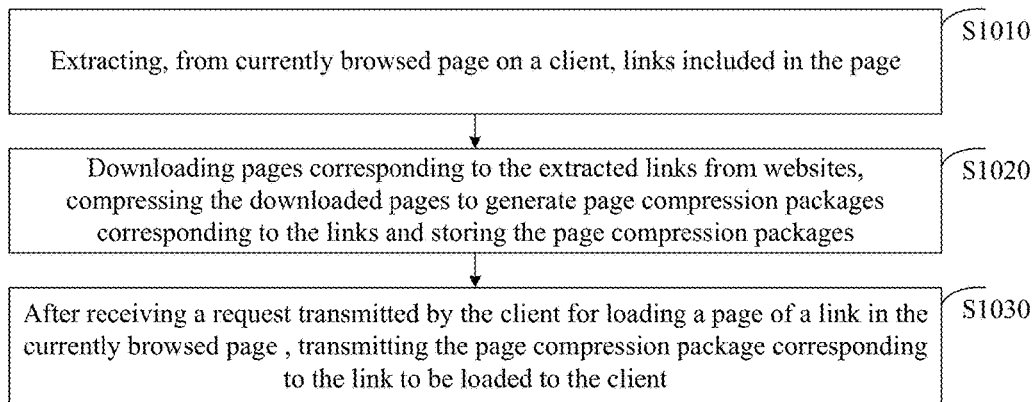 S1010
Extracting, from currently browsed page on a client, links included in the page
S1020
Downloading pages corresponding to the extracted links from websites,
compressing the downloaded pages to generate page compression packages
corresponding to the links and storing the page compression packages
S1030
After receiving a request transmitted by the client for loading a page of a link in the
currently browsed page , transmitting the page compression package corresponding
to the link to be loaded to the client